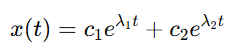 x(t) = c₁e^{λ₁t} + c₂e^{λ₂t}